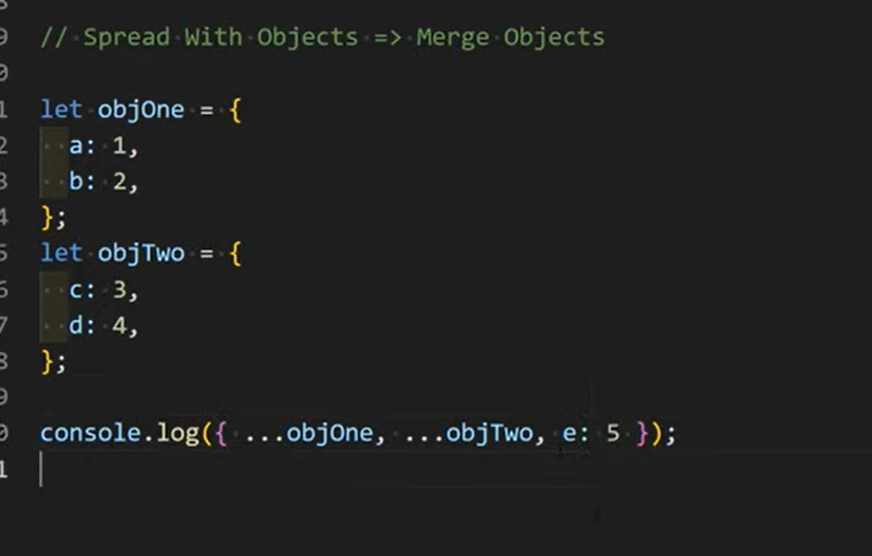 // Spread With Objects => Merge Objects
let objOne = {
a: 1,
b: 2,
};
let objTwo = {
c: 3,
d: 4,
};
console.log({ ...objOne, ...objTwo, e: 5 });